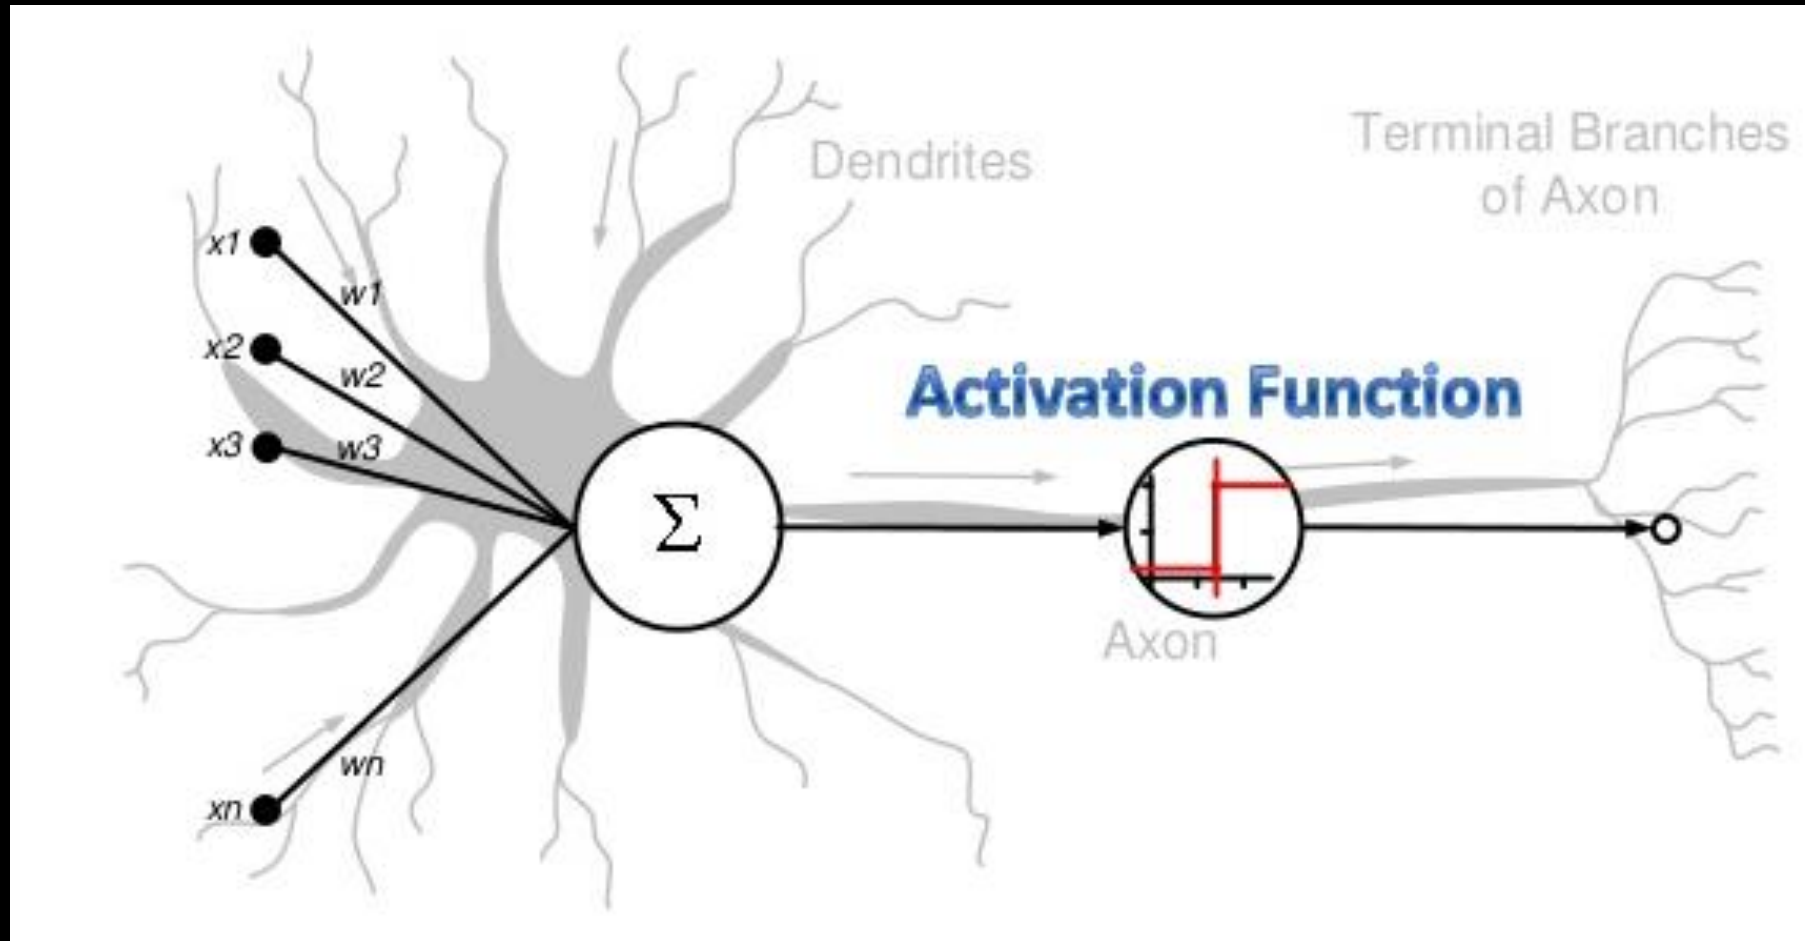 Dendrites
Terminal Branches
of Axon
x1
w1
x2
w2
x3
w3
Activation Function
Σ
Axon
wn
xn